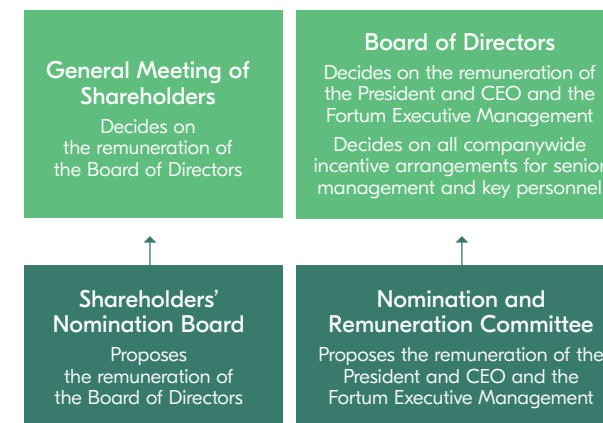 General Meeting of
Shareholders
Decides on
the remuneration of
the Board of Directors
Board of Directors
Decides on the remuneration of
the President and CEO and the
Fortum Executive Management
Decides on all companywide
incentive arrangements for senior
management and key personnel
Shareholders'
Nomination Board
Proposes
the remuneration of
the Board of Directors
Nomination and
Remuneration Committee
Proposes the remuneration of the
President and CEO and the
Fortum Executive Management